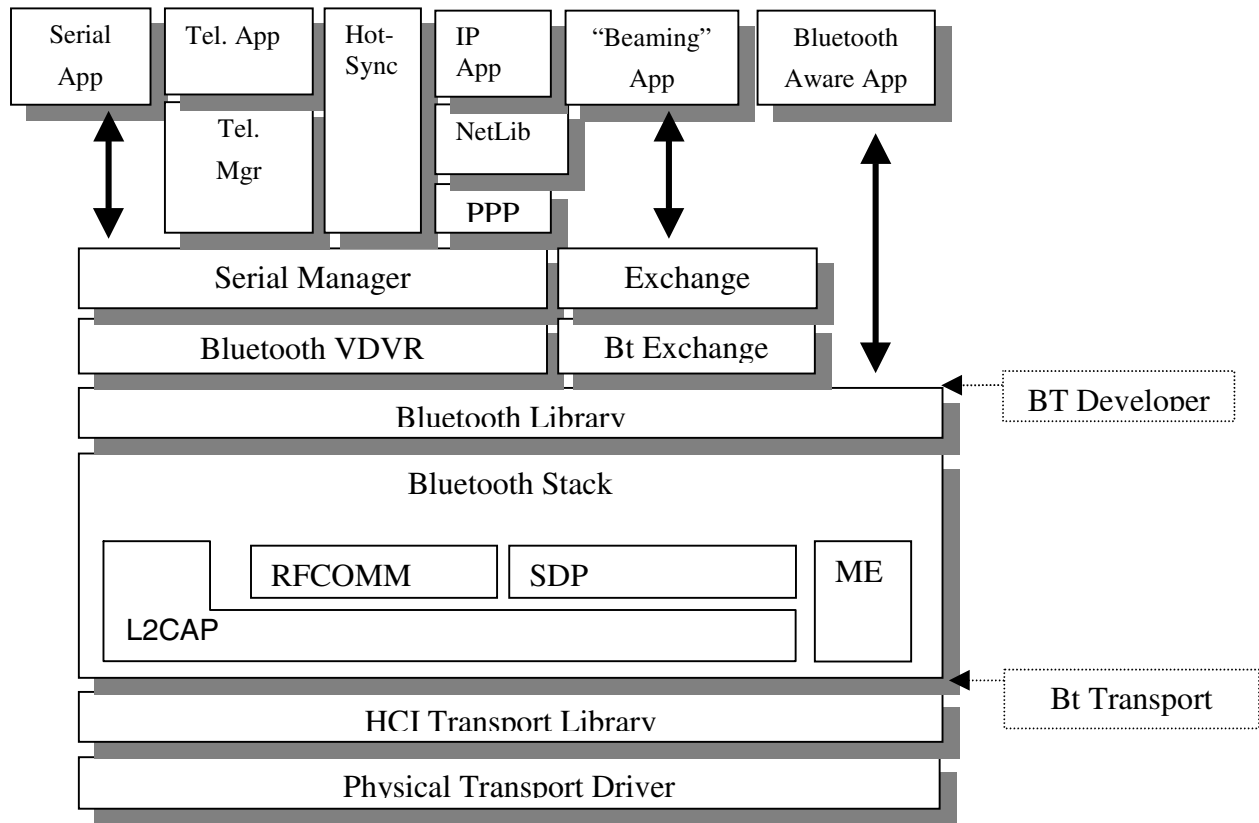 Serial
App
Tel. App
Hot-
Sync
IP
App
“Beaming”
App
Bluetooth
Aware App
Tel.
Mgr
NetLib
PPP
Serial Manager
Exchange
Bluetooth VDVR
Bt Exchange
BT Developer
Bluetooth Library
Bluetooth Stack
RFCOMM
SDP
ME
L2CAP
Bt Transport
HCI Transport Library
Physical Transport Driver